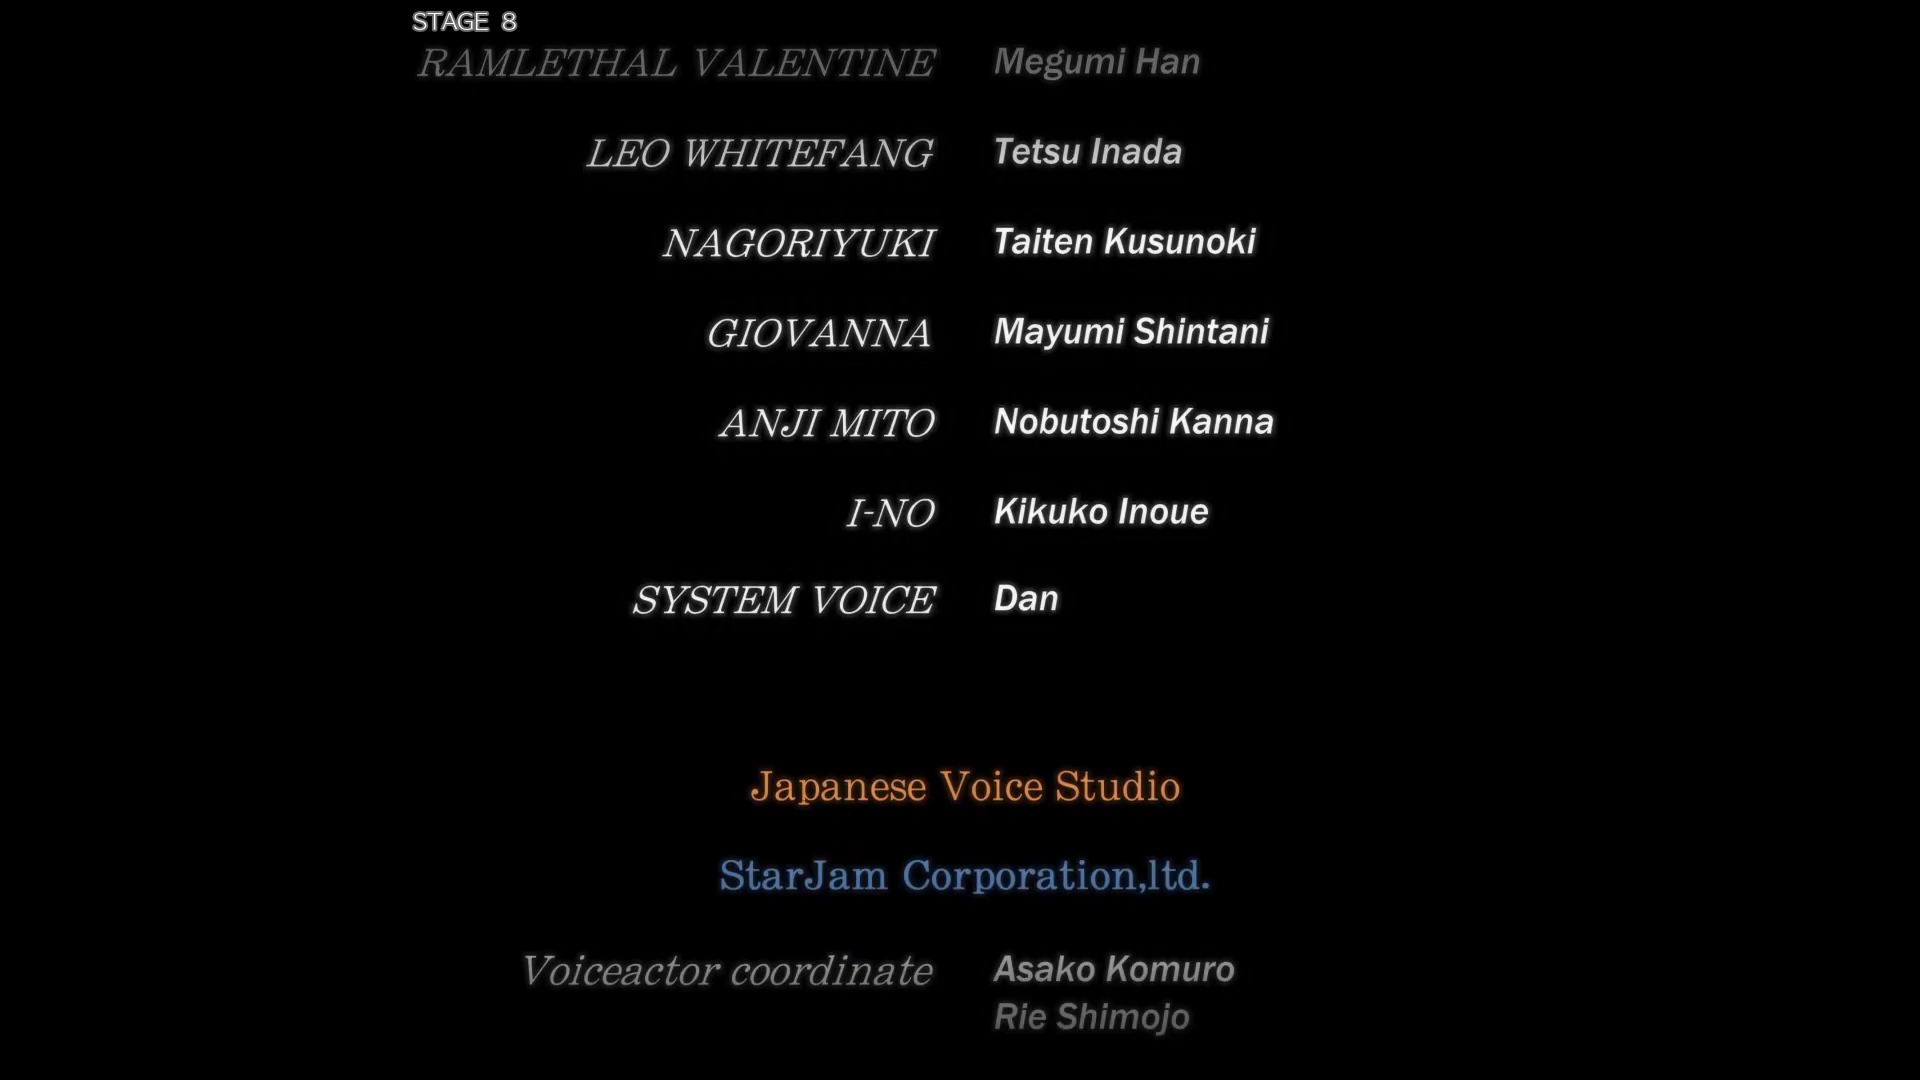 STAGE 8
RAMLETHAL VALENTINE Megumi Han
LEO WHITEFANG Tetsu Inada
NAGORIYUKI Taiten Kusunoki
GIOVANNA Mayumi Shintani
ANJI MITO Nobutoshi Kanna
I-NO Kikuko Inoue
SYSTEM VOICE Dan
Japanese Voice Studio
StarJam Corporation,ltd.
Voiceactor coordinate Asako Komuro
Rie Shimojo